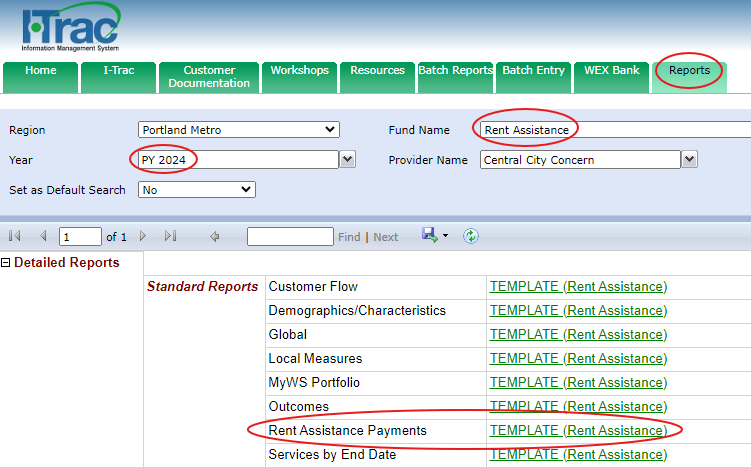 I-Trac
Information Management System
Home I-Trac Customer Documentation Workshops Resources Batch Reports Batch Entry WEX Bank Reports
Region Portland Metro Fund Name Rent Assistance
Year PY 2024 Provider Name Central City Concern
Set as Default Search No
1 of 1 Find | Next
Detailed Reports
Standard Reports Customer Flow TEMPLATE (Rent Assistance)
Demographics/Characteristics TEMPLATE (Rent Assistance)
Global TEMPLATE (Rent Assistance)
Local Measures TEMPLATE (Rent Assistance)
MyWS Portfolio TEMPLATE (Rent Assistance)
Outcomes TEMPLATE (Rent Assistance)
Rent Assistance Payments TEMPLATE (Rent Assistance)
Services by End Date TEMPLATE (Rent Assistance)